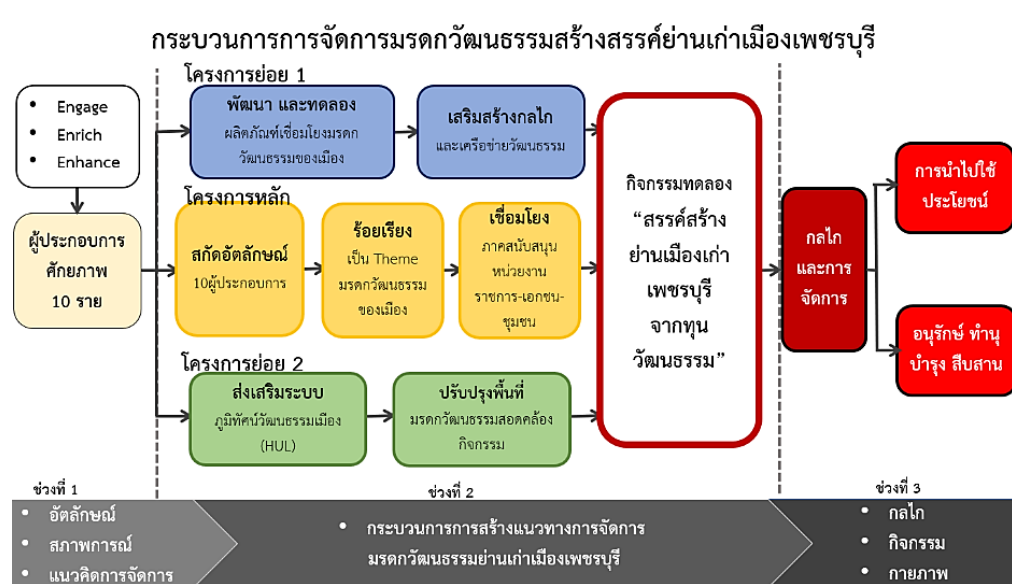 กระบวนการการจัดการมรดกวัฒนธรรมสร้างสรรค์ย่านเก่าเมืองเพชรบุรี
• Engage
• Enrich
• Enhance
ผู้ประกอบการ
ศักยภาพ
10 ราย
โครงการย่อย 1
พัฒนา และทดลอง
ผลิตภัณฑ์เชื่อมโยงมรดก
วัฒนธรรมของเมือง
เสริมสร้างกลไก
และเครือข่ายวัฒนธรรม
โครงการหลัก
สกัดอัตลักษณ์
10ผู้ประกอบการ
ร้อยเรียง
เป็น Theme
มรดกวัฒนธรรม
ของเมือง
เชื่อมโยง
ภาคสนับสนุน
หน่วยงาน
ราชการ-เอกชน-
ชุมชน
โครงการย่อย 2
ส่งเสริมระบบ
ภูมิทัศน์วัฒนธรรมเมือง
(HUL)
ปรับปรุงพื้นที่
มรดกวัฒนธรรมสอดคล้อง
กิจกรรม
กิจกรรมทดลอง
“สรรค์สร้าง
ย่านเมืองเก่า
เพชรบุรี
จากทุน
วัฒนธรรม”
กลไก
และการ
จัดการ
การนำไปใช้
ประโยชน์
อนุรักษ์ ทำนุ
บำรุง สืบสาน
ช่วงที่ 1
• อัตลักษณ์
• สภาพการณ์
• แนวคิดการจัดการ
ช่วงที่ 2
• กระบวนการการสร้างแนวทางการจัดการ
มรดกวัฒนธรรมย่านเก่าเมืองเพชรบุรี
ช่วงที่ 3
• กลไก
• กิจกรรม
• กายภาพ